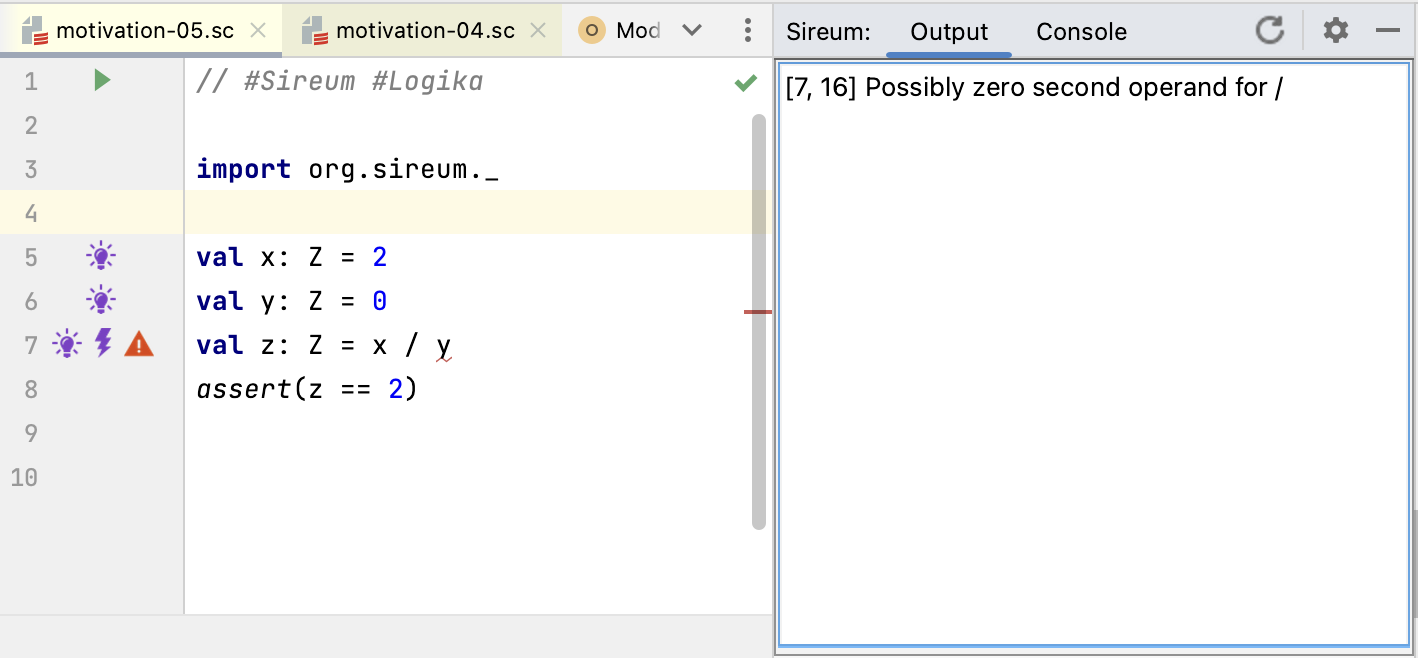 motivation-05.sc motivation-04.sc Mod
Sireum: Output Console
1 // #Sireum #Logika
2
3 import org.sireum._
4
5 val x: Z = 2
6 val y: Z = 0
7 val z: Z = x / y
8 assert(z == 2)
9
10
[7, 16] Possibly zero second operand for /